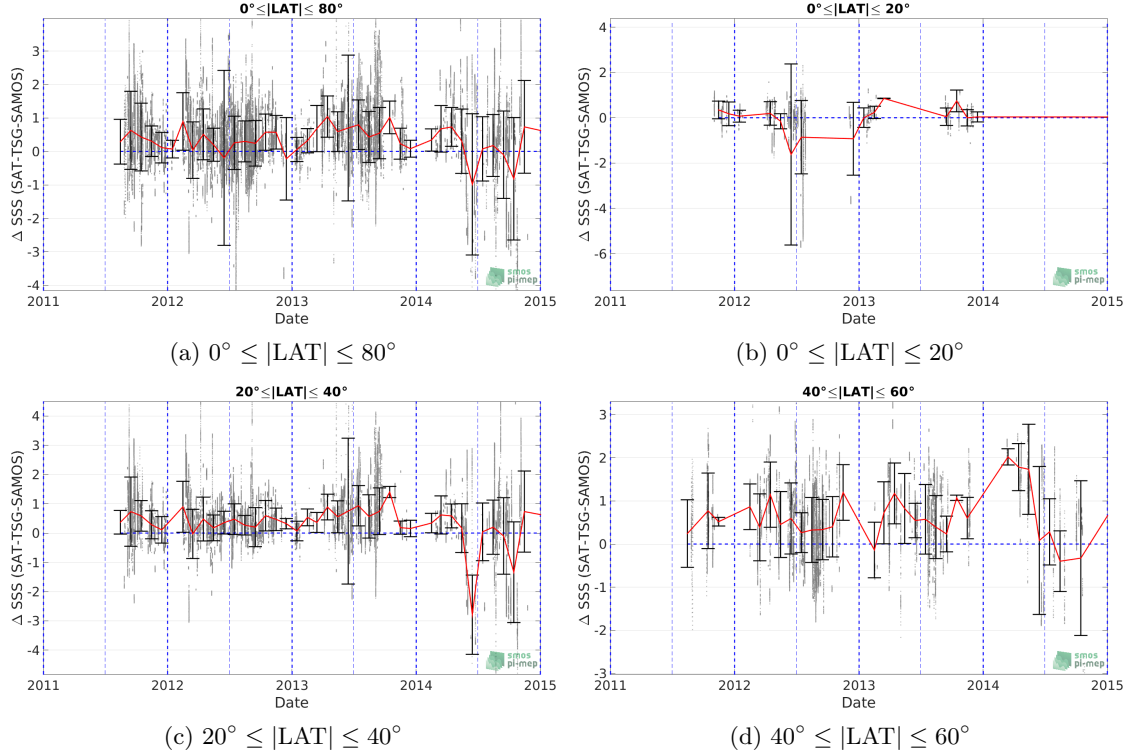 0°≤|LAT|≤ 80°
Δ SSS (SAT-TSG-SAMOS)
3
2
1
0
-1
-2
-3
-4
2011 2012 2013 2014 2015
Date
smos
pi-mep
(a) 0° ≤ |LAT| ≤ 80°
0°≤|LAT|≤ 20°
Δ SSS (SAT-TSG-SAMOS)
4
2
0
-2
-4
-6
2011 2012 2013 2014 2015
Date
smos
pi-mep
(b) 0° ≤ |LAT| ≤ 20°
20°≤|LAT|≤ 40°
Δ SSS (SAT-TSG-SAMOS)
4
3
2
1
0
-1
-2
-3
-4
2011 2012 2013 2014 2015
Date
smos
pi-mep
(c) 20° ≤ |LAT| ≤ 40°
40°≤|LAT|≤ 60°
Δ SSS (SAT-TSG-SAMOS)
3
2
1
0
-1
-2
-3
2011 2012 2013 2014 2015
Date
smos
pi-mep
(d) 40° ≤ |LAT| ≤ 60°